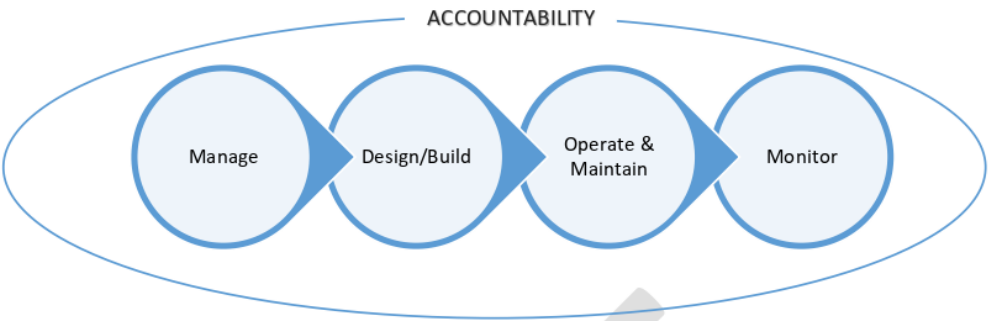 ACCOUNTABILITY
Manage
Design/Build
Operate &
Maintain
Monitor